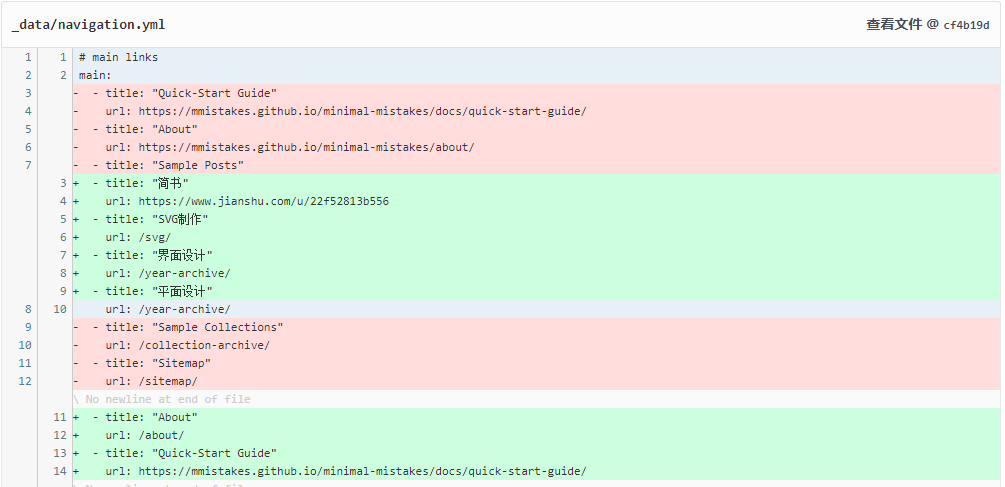 _data/navigation.yml 查看文件 @ cf4b19d
1 1 # main links
2 2 main:
3 - - title: "Quick-Start Guide"
4 - url: https://mmistakes.github.io/minimal-mistakes/docs/quick-start-guide/
5 - - title: "About"
6 - url: https://mmistakes.github.io/minimal-mistakes/about/
7 - - title: "Sample Posts"
3 + - title: "简书"
4 + url: https://www.jianshu.com/u/22f52813b556
5 + - title: "SVG制作"
6 + url: /svg/
7 + - title: "界面设计"
8 + url: /year-archive/
9 + - title: "平面设计"
8 10 url: /year-archive/
9 - - title: "Sample Collections"
10 - url: /collection-archive/
11 - - title: "Sitemap"
12 - url: /sitemap/
\ No newline at end of file
11 + - title: "About"
12 + url: /about/
13 + - title: "Quick-Start Guide"
14 + url: https://mmistakes.github.io/minimal-mistakes/docs/quick-start-guide/